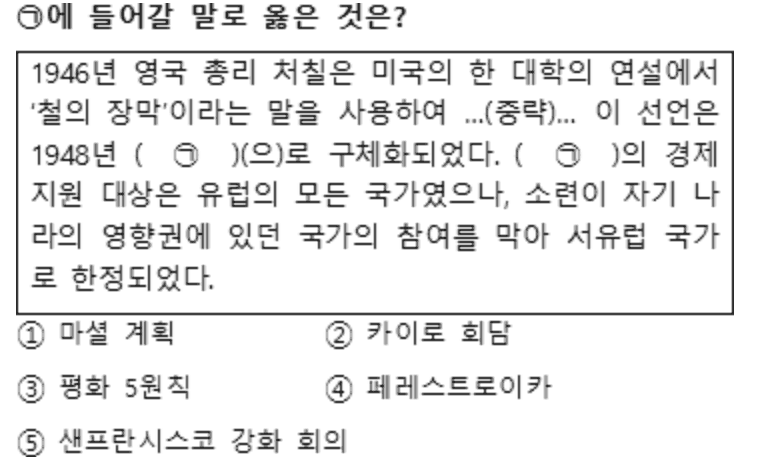 ㉠에 들어갈 말로 옳은 것은?
1946년 영국 총리 처칠은 미국의 한 대학의 연설에서
‘철의 장막’이라는 말을 사용하여 ...(중략)... 이 선언은
1948년 ( ㉠ )(으)로 구체화되었다. ( ㉠ )의 경제
지원 대상은 유럽의 모든 국가였으나, 소련이 자기 나
라의 영향권에 있던 국가의 참여를 막아 서유럽 국가
로 한정되었다.
① 마셜 계획 ② 카이로 회담
③ 평화 5원칙 ④ 페레스트로이카
⑤ 샌프란시스코 강화 회의